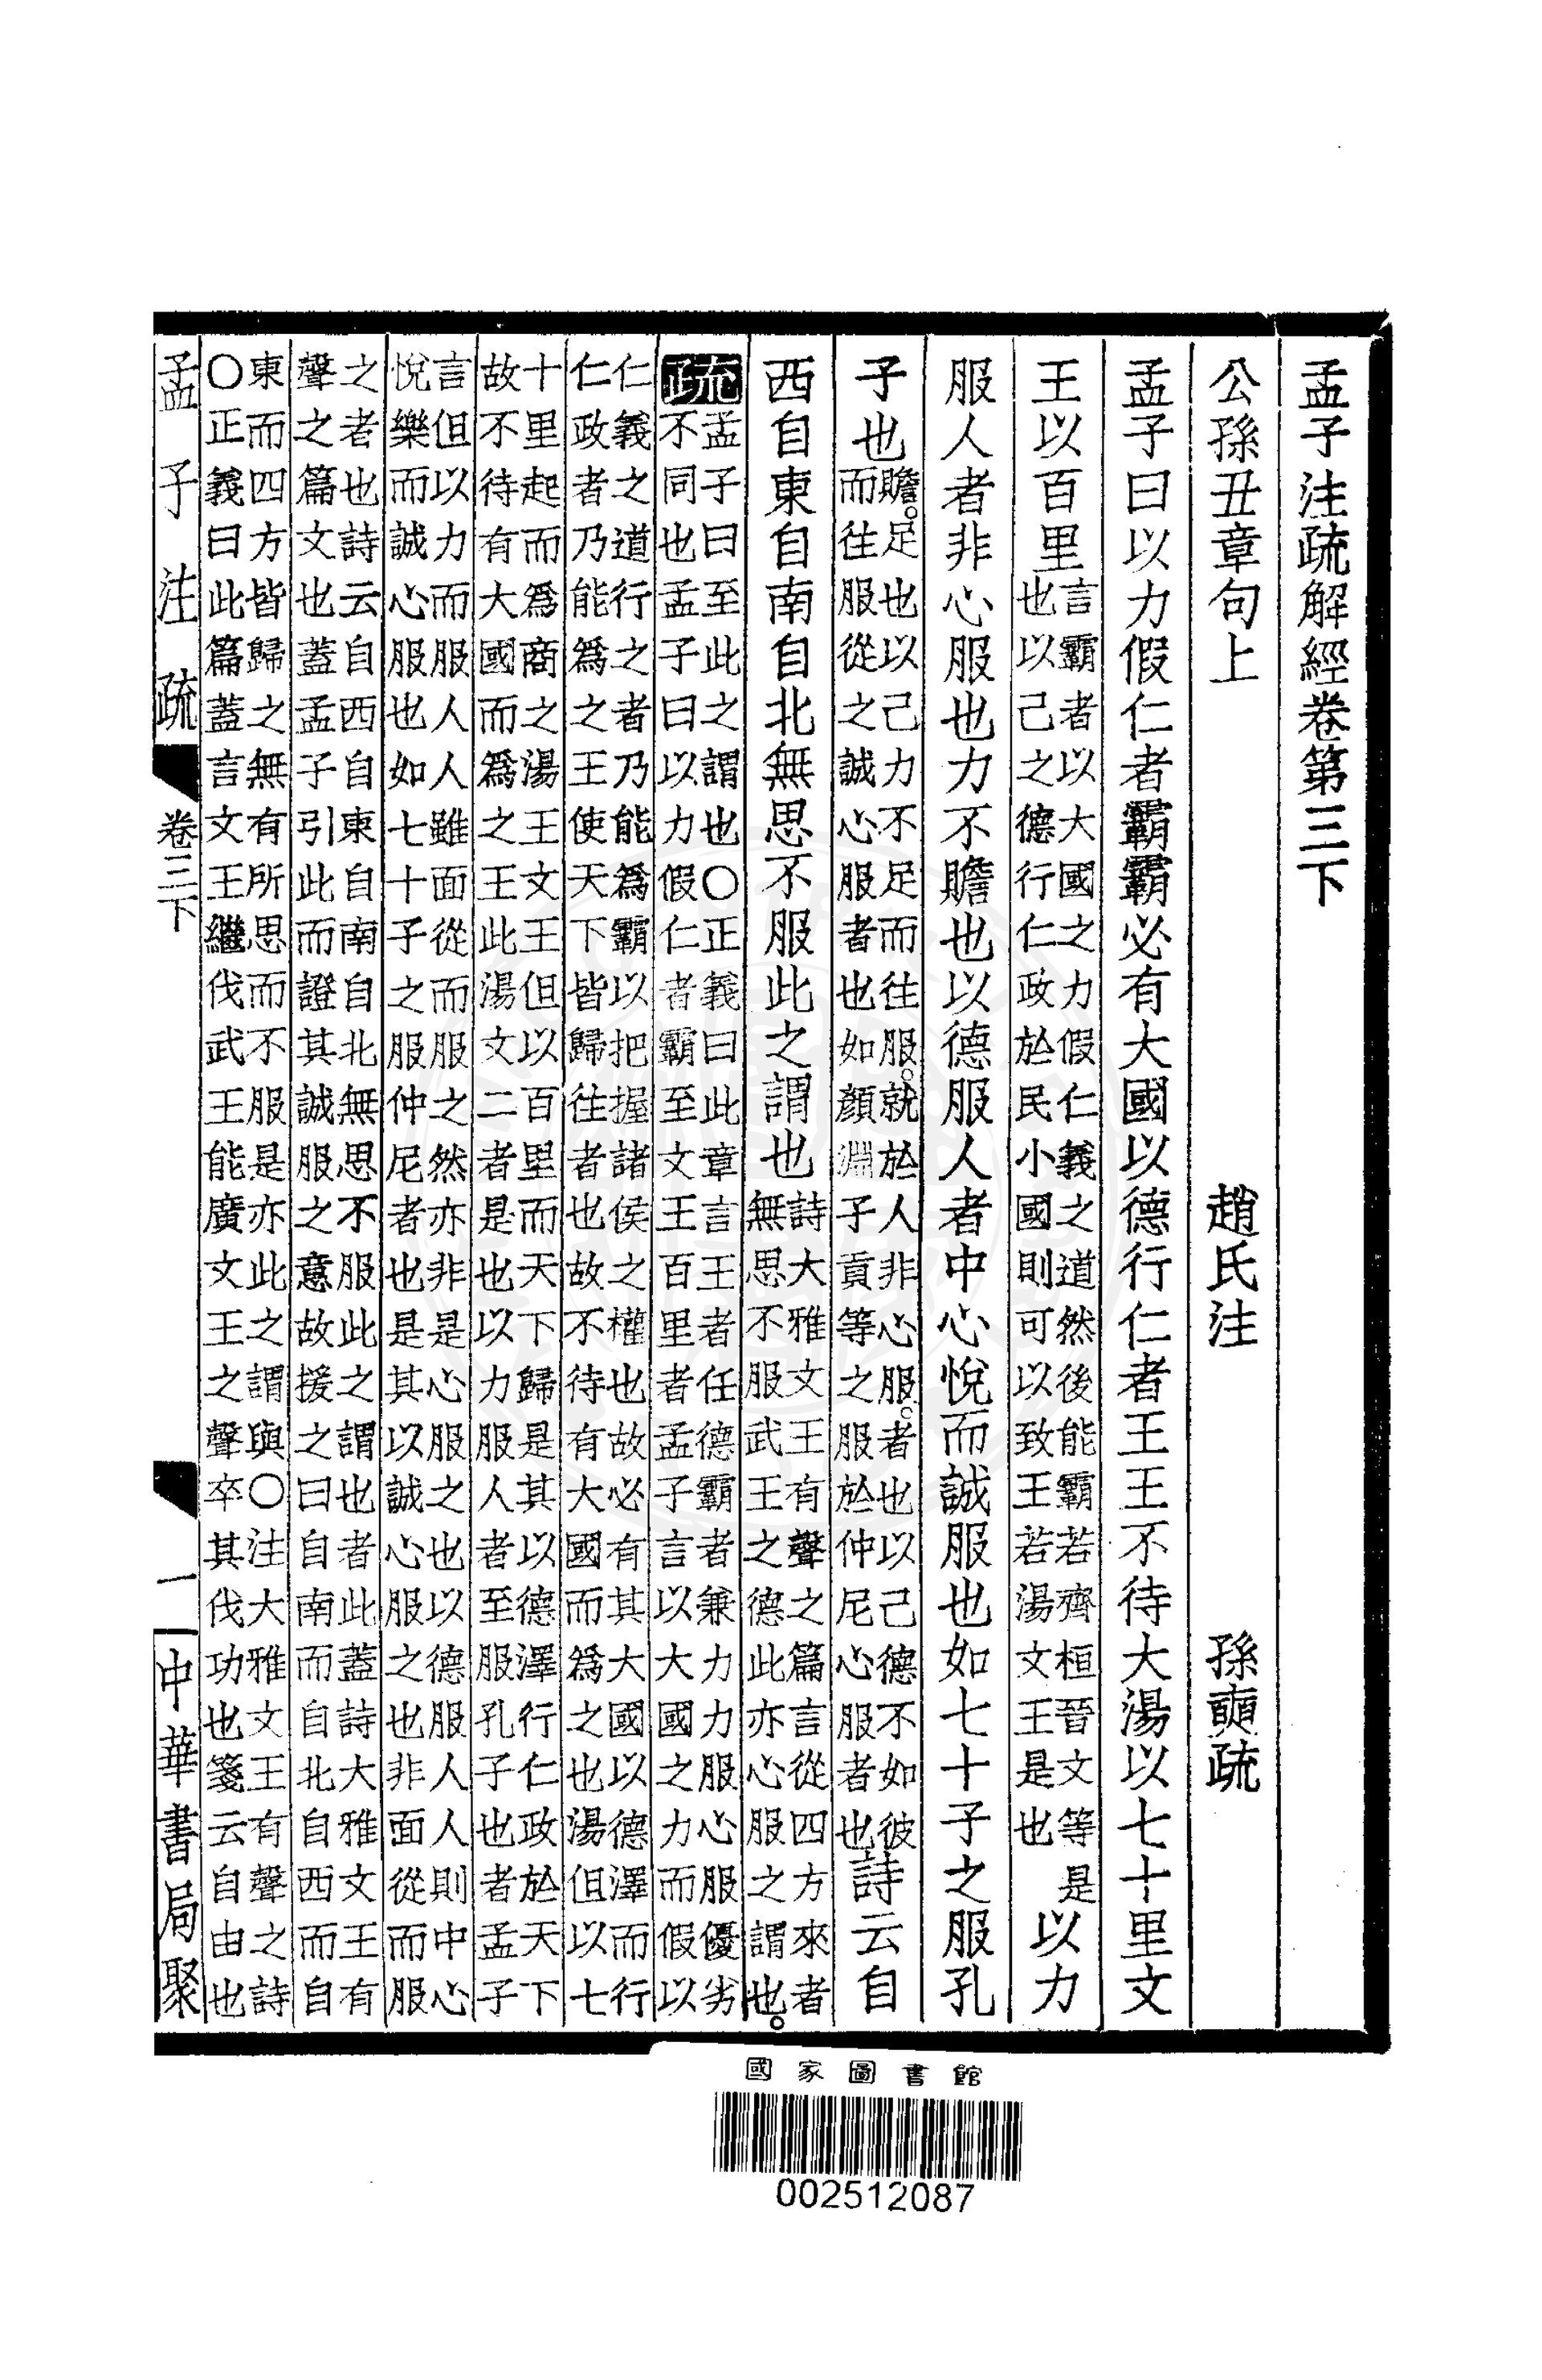 孟子注疏解經卷第三下
公孫丑章句上 趙氏注 孫奭疏
孟子曰以力假仁者霸霸必有大國以德行仁者王王不待大湯以七十里文
王以百里
言霸者以大國之力假仁義之道然後能霸若齊桓晉文等是
也以己之德行仁政於民小國則可以致王若湯文王是也
以力
服人者非心服也力不贍也以德服人者中心悅而誠服也如七十子之服孔
子也
贍。足也以己力不足而往服。就於人非心服。者也以己德不如彼
而往服從之誠心服者也如顏淵子貢等之服於仲尼心服者也
詩云自
西自東自南自北無思不服此之謂也
詩大雅文王有聲之篇言從四方來者
無思不服武王之德此亦心服之謂也。
疏
孟子曰至此之謂也○正義曰此章言王者任德霸者兼力力服心服優劣
不同也孟子曰以力假仁者霸至文王百里者孟子言以大國之力而假以
仁義之道行之者乃能為霸以把握諸侯之權也故必有其大國以德澤而行
仁政者乃能為之王使天下皆歸往者也故不待有大國而為之也湯但以七
十里起而為商之湯王文王但以百里而天下歸是其以德澤行仁政於天下
故不待有大國而為之王此湯文二者是也以力服人者至服孔子也者孟子
言但以力而服人人雖面從而服之然亦非是心服之也以德服人人則中心
悅樂而誠心服也如七十子之服仲尼者也是其以誠心服之也非面從而服
之者也詩云自西自東自南自北無思不服此之謂也者此蓋詩大雅文王有
聲之篇文也蓋孟子引此而證其誠服之意故援之曰自南而自北自西而自
東而四方皆歸之無有所思而不服是亦此之謂與○注大雅文王有聲之詩
○正義曰此篇蓋言文王繼伐武王能廣文王之聲卒其伐功也箋云自由也
孟子注疏 卷三下 一 中華書局聚
國家圖書館
002512087